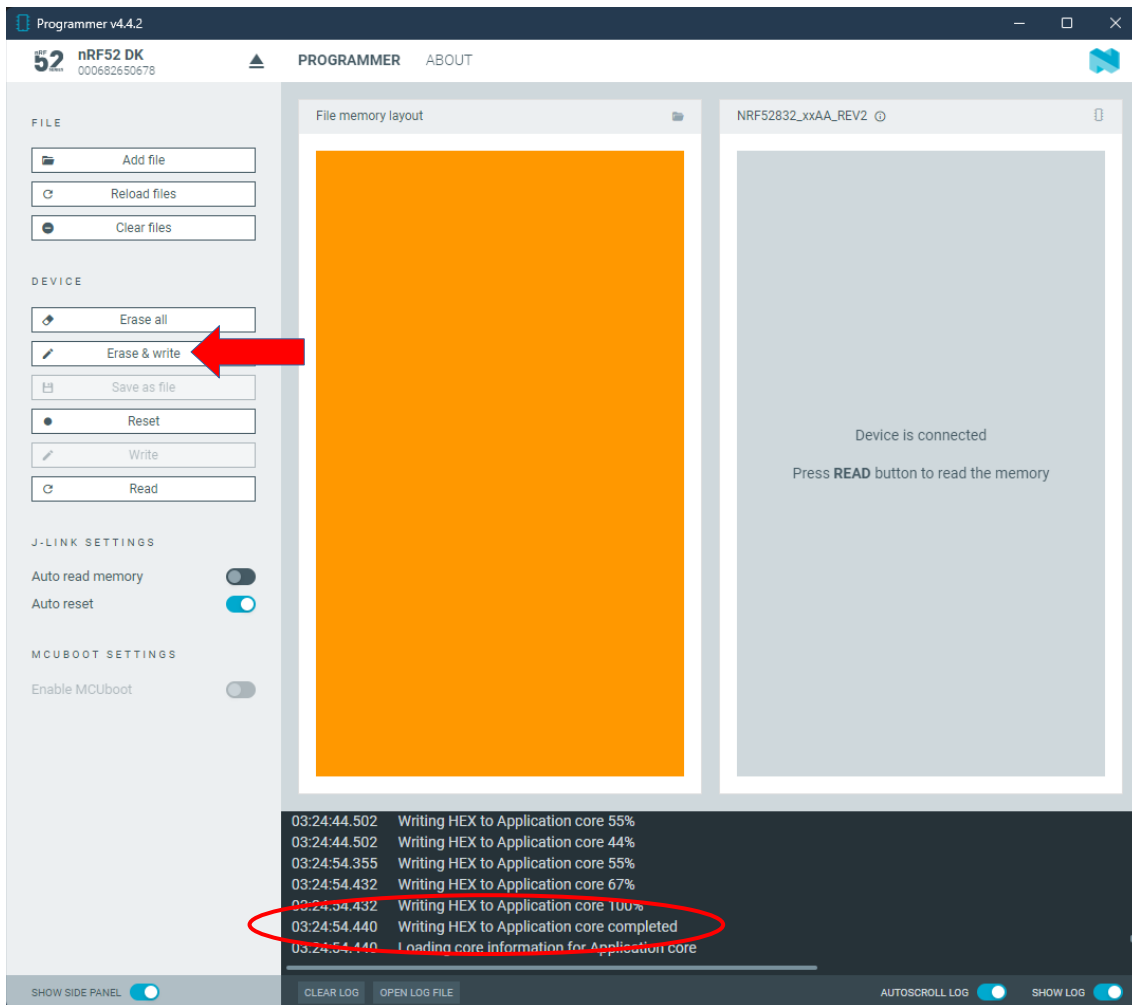 Programmer v4.4.2
nRF52 DK
000682650678
PROGRAMMER ABOUT
FILE
Add file
Reload files
Clear files
DEVICE
Erase all
Erase & write
Save as file
Reset
Write
Read
J-LINK SETTINGS
Auto read memory
Auto reset
MCUBOOT SETTINGS
Enable MCUboot
SHOW SIDE PANEL
File memory layout
NRF52832_xxAA_REV2
Device is connected
Press READ button to read the memory
03:24:44.502 Writing HEX to Application core 55%
03:24:44.502 Writing HEX to Application core 44%
03:24:54.355 Writing HEX to Application core 55%
03:24:54.432 Writing HEX to Application core 67%
03:24:54.432 Writing HEX to Application core 100%
03:24:54.440 Writing HEX to Application core completed
03:24:54.440 Loading core information for Application core
CLEAR LOG OPEN LOG FILE AUTOSCROLL LOG SHOW LOG